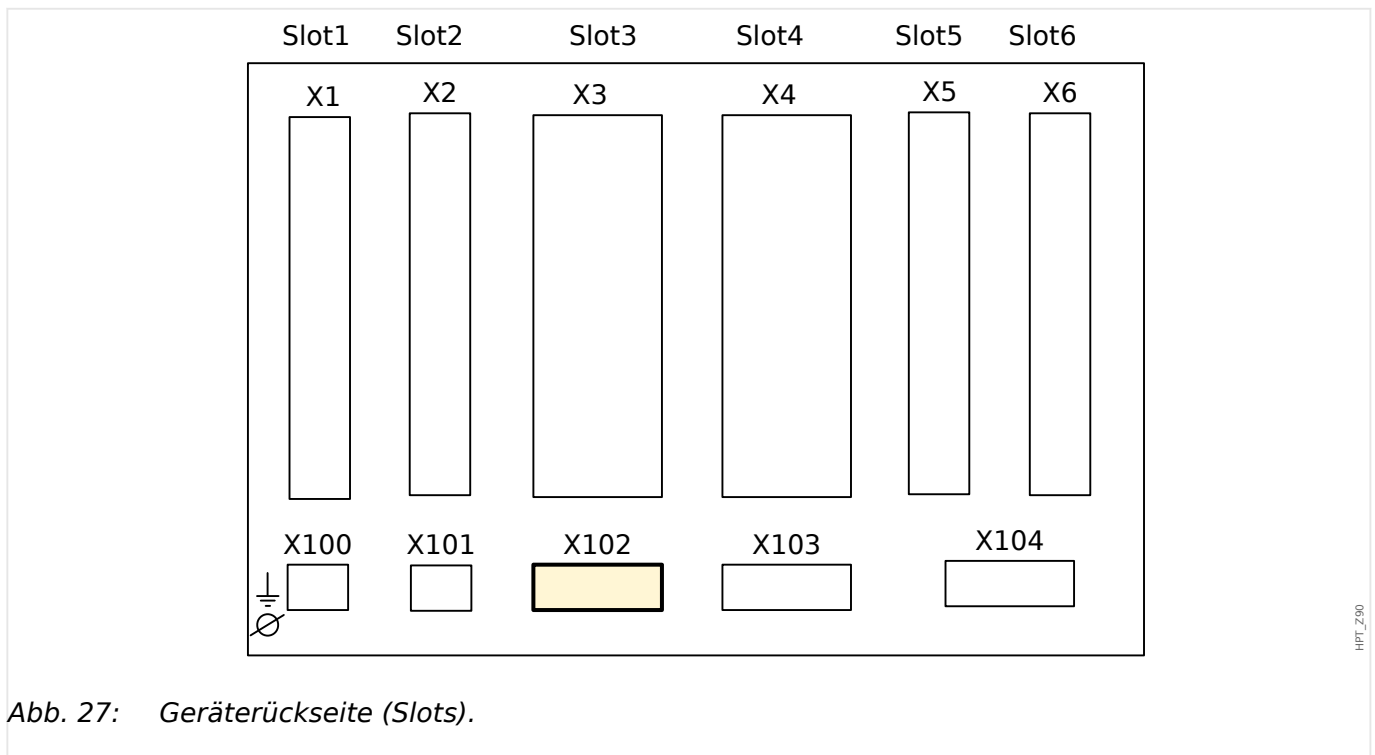 Slot1 Slot2 Slot3 Slot4 Slot5 Slot6
X1 X2 X3 X4 X5 X6
X100 X101 X102 X103 X104
HPT_Z90
Abb. 27: Geräterückseite (Slots).